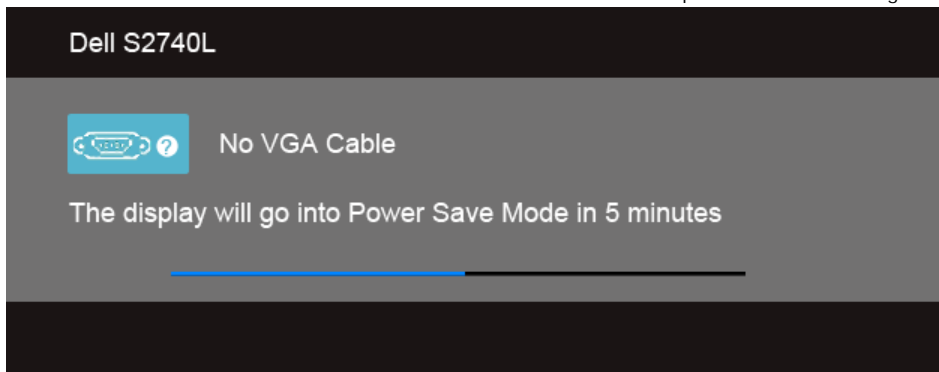 Dell S2740L
No VGA Cable
The display will go into Power Save Mode in 5 minutes